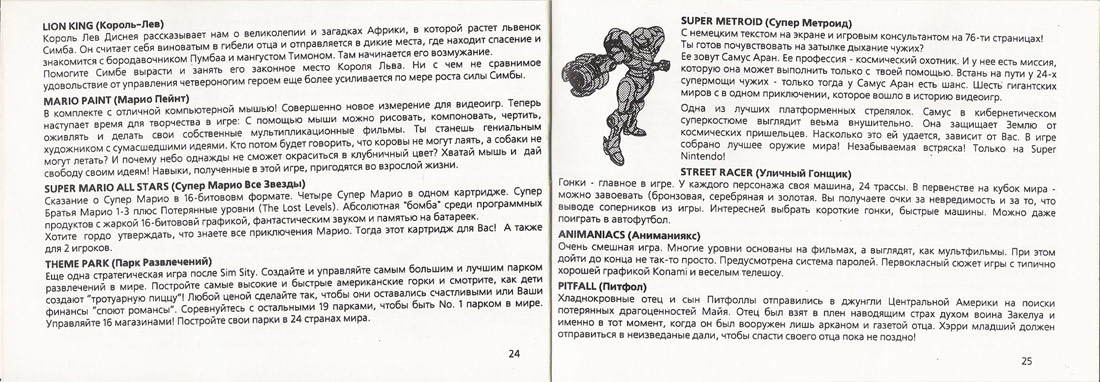 LION KING (Король-Лев)
Король Лев Диснея рассказывает нам о великолепии и загадках Африки, в которой растет львенок
Симба. Он считает себя виноватым в гибели отца и отправляется в дикие места, где находит спасение и
знакомится с бородавочником Пумбаа и мангустом Тимоном. Там начинается его возмужание.
Помогите Симбе вырасти и занять его законное место Короля Льва. Ни с чем не сравнимое
удовольствие от управления четвероногим героем еще более усиливается по мере роста силы Симбы.
MARIO PAINT (Марио Пейнт)
В комплекте с отличной компьютерной мышью! Совершенно новое измерение для видеоигр. Теперь
наступает время для творчества в игре: С помощью мыши можно рисовать, компоновать, чертить,
оживлять и делать свои собственные мультипликационные фильмы. Ты станешь гениальным
художником с сумасшедшими идеями. Кто потом будет говорить, что коровы не могут лаять, а собаки не
могут летать? И почему небо однажды не сможет окраситься в клубничный цвет? Хватай мышь и дай
свободу своим идеям! Навыки, полученные в этой игре, пригодятся во взрослой жизни.
SUPER MARIO ALL STARS (Супер Марио Все Звезды)
Сказание о Супер Марио в 16-битовом формате. Четыре Супер Марио в одном картридже. Супер
Братья Марио 1-3 плюс Потерянные уровни (The Lost Levels). Абсолютная "бомба" среди программных
продуктов с жаркой 16-битововй графикой, фантастическим звуком и памятью на батареек.
Хотите гордо утверждать, что знаете все приключения Марио. Тогда этот картридж для Вас! А также
для 2 игроков.
THEME PARK (Парк Развлечений)
Еще одна стратегическая игра после Sim Sity. Создайте и управляйте самым большим и лучшим парком
развлечений в мире. Постройте самые высокие и быстрые американские горки и смотрите, как дети
создают "тротуарную пиццу"! Любой ценой сделайте так, чтобы они оставались счастливыми или Ваши
финансы "споют романсы". Соревнуйтесь с остальными 19 парками, чтобы быть No. 1 парком в мире.
Управляйте 16 магазинами! Постройте свои парки в 24 странах мира.
24
SUPER METROID (Супер Метроид)
С немецким текстом на экране и игровым консультантом на 76-ти страницах!
Ты готов почувствовать на затылке дыхание чужих?
Ее зовут Самус Аран. Ее профессия - космический охотник. И у нее есть миссия,
которую она может выполнить только с твоей помощью. Встань на пути у 24-х
супермощи чужих - только тогда у Самус Аран есть шанс. Шесть гигантских
миров с в одном приключении, которое вошло в историю видеоигр.
Одна из лучших платформенных стрелялок. Самус в кибернетическом
суперкостюме выглядит весьма внушительно. Она защищает Землю от
космических пришельцев. Насколько это ей удается, зависит от Вас. В игре
собрано лучшее оружие мира! Незабываемая встряска! Только на Super
Nintendo!
STREET RACER (Уличный Гонщик)
Гонки - главное в игре. У каждого персонажа своя машина, 24 трассы. В первенстве на кубок мира -
можно завоевать (бронзовая, серебряная и золотая. Вы получаете очки за невредимость и за то, что
выводе соперников из игры. Интересней выбрать короткие гонки, быстрые машины. Можно даже
поиграть в автофутбол.
ANIMANIACS (Аниманиякс)
Очень смешная игра. Многие уровни основаны на фильмах, а выглядят, как мультфильмы. При этом
дойти до конца не так-то просто. Предусмотрена система паролей. Первокласный сюжет игры с типично
хорошей графикой Konami и веселым телешоу.
PITFALL (Питфол)
Хладнокровные отец и сын Питфоллы отправились в джунгли Центральной Америки на поиски
потерянных драгоценностей Майя. Отец был взят в плен наводящим страх духом воина Закелуа и
именно в тот момент, когда он был вооружен лишь арканом и газетой отца. Хэрри младший должен
отправиться в неизведаные дали, чтобы спасти своего отца пока не поздно!
25